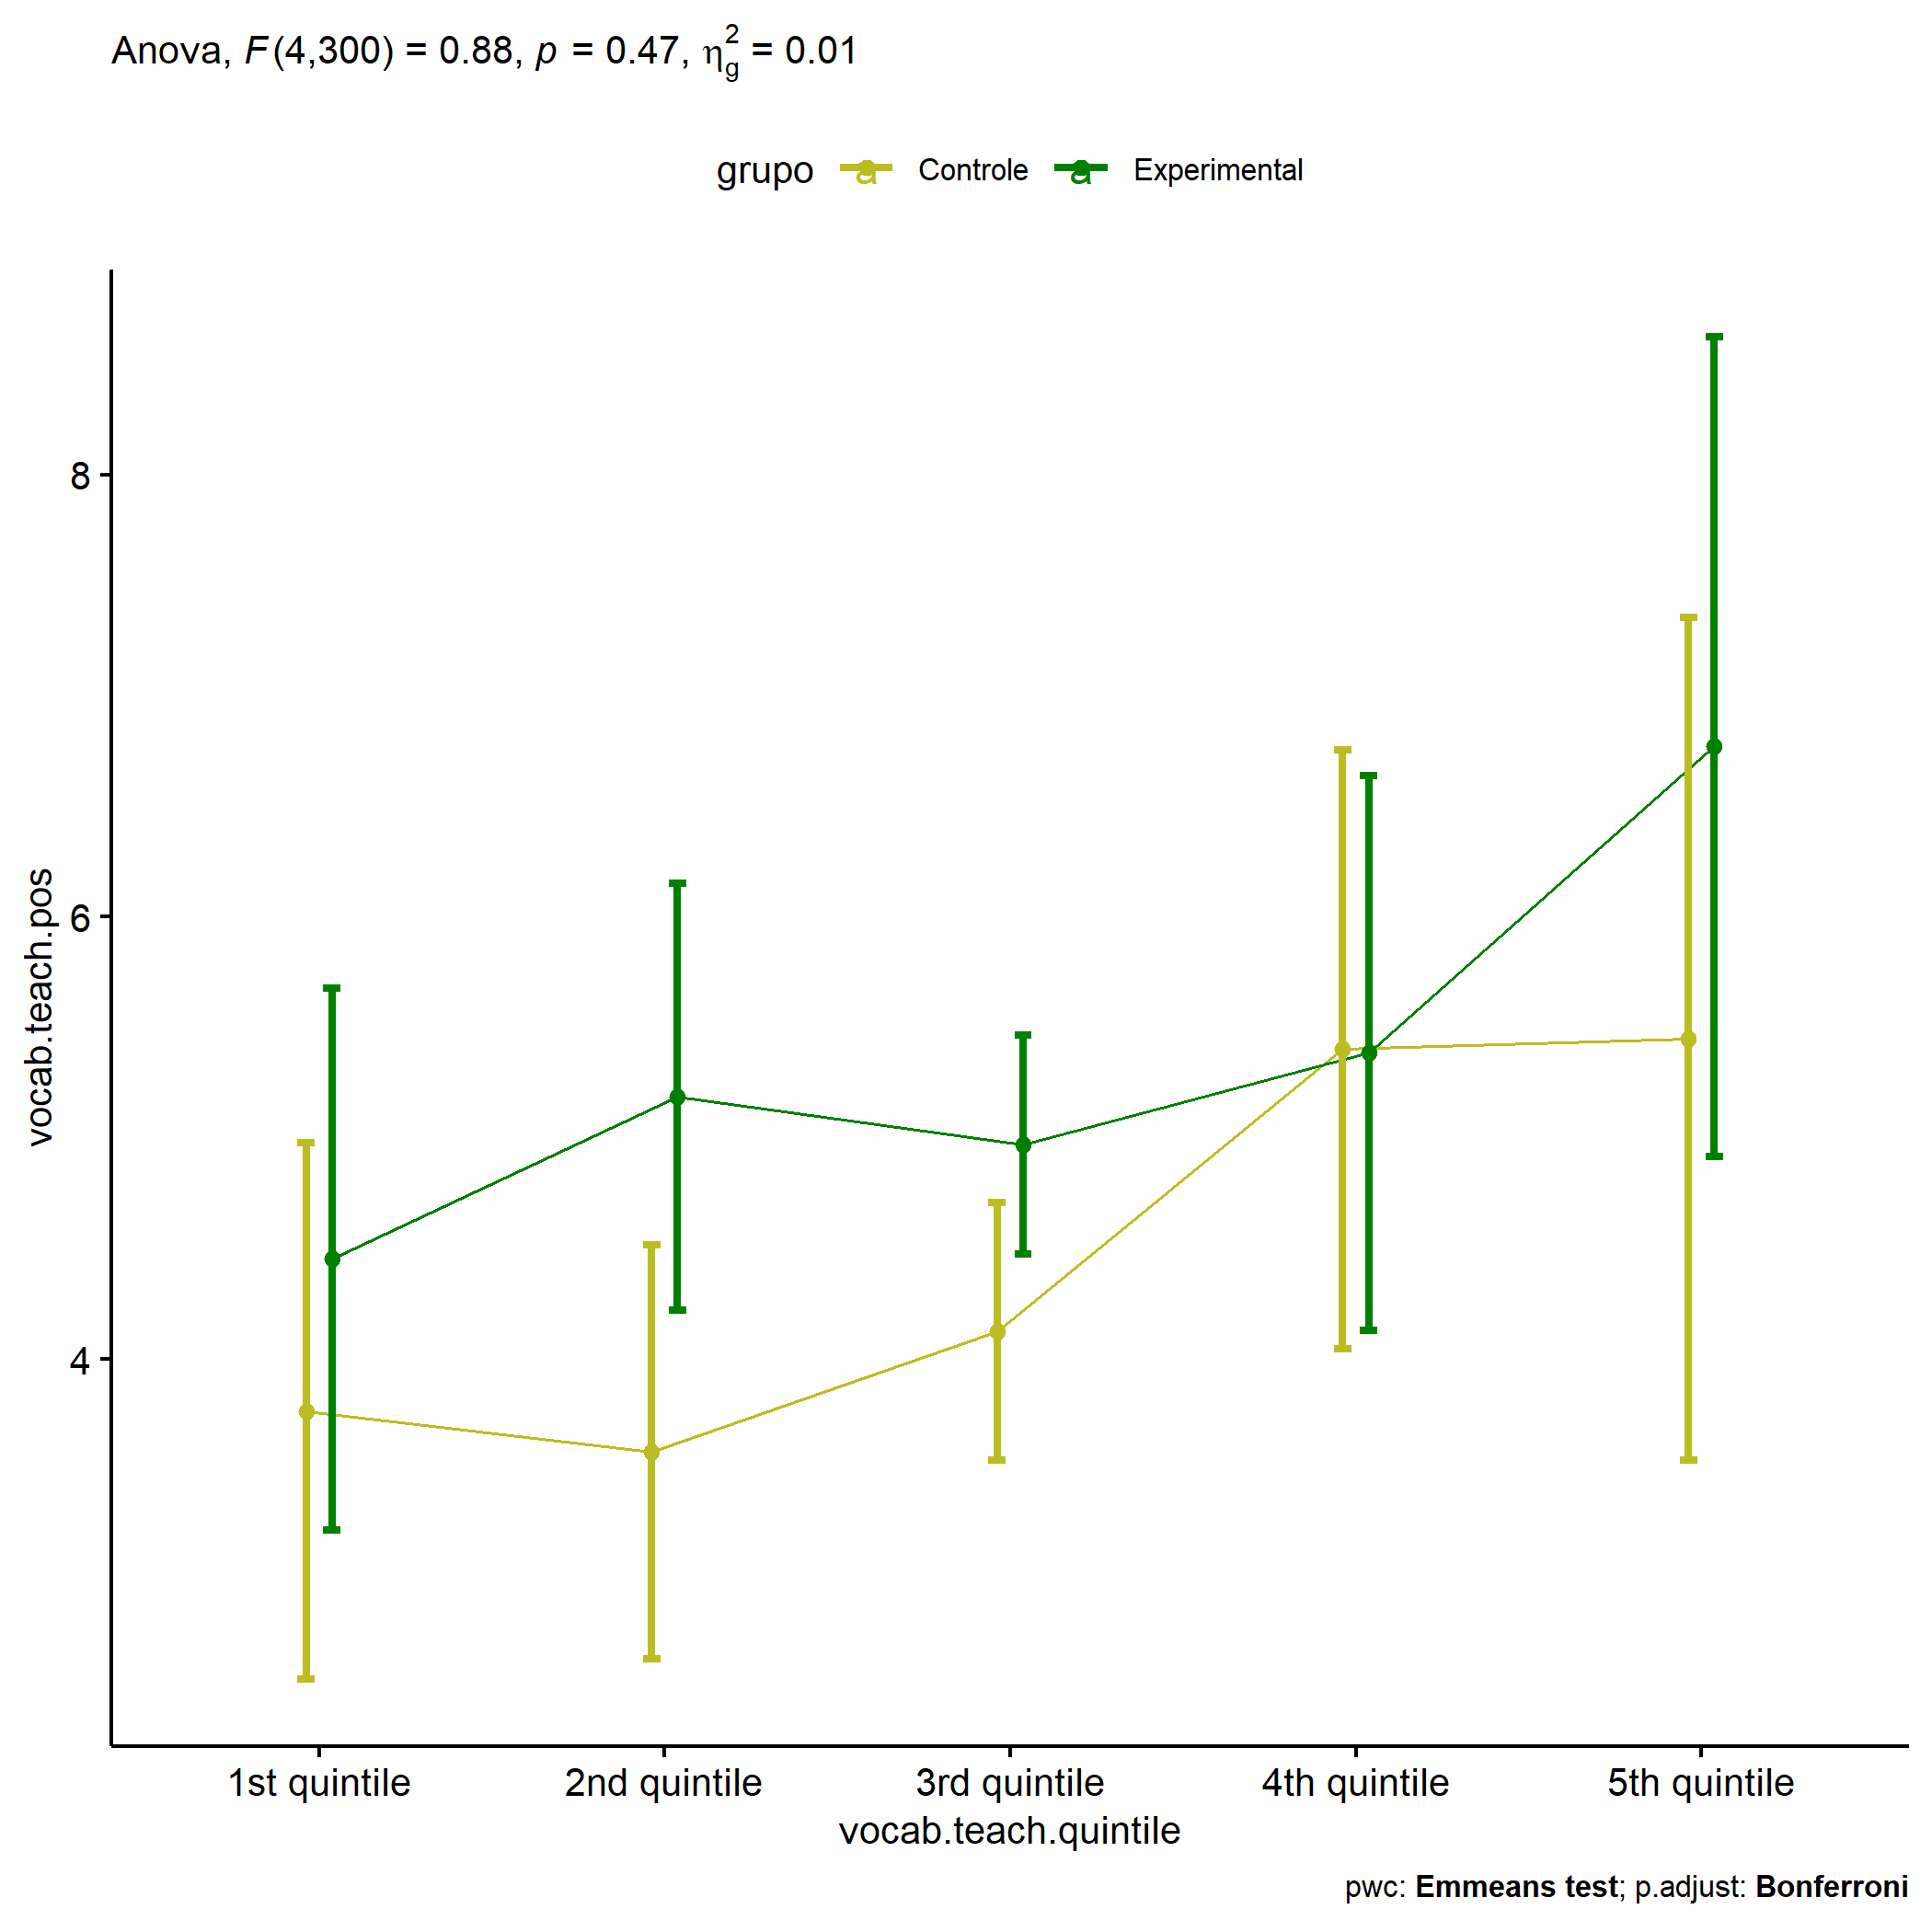 Anova, F(4,300) = 0.88, p = 0.47, η²g = 0.01
grupo a Controle a Experimental
vocab.teach.pos
8
6
4
1st quintile 2nd quintile 3rd quintile 4th quintile 5th quintile
vocab.teach.quintile
pwc: Emmeans test; p.adjust: Bonferroni